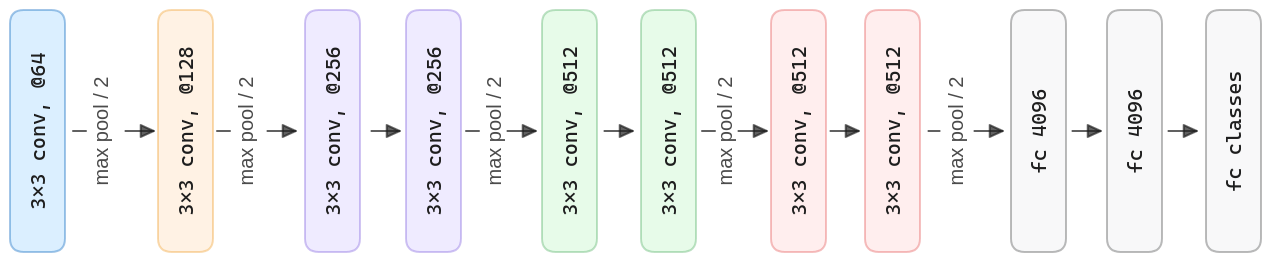 3×3 conv, @64
max pool / 2
3×3 conv, @128
max pool / 2
3×3 conv, @256
3×3 conv, @256
max pool / 2
3×3 conv, @512
3×3 conv, @512
max pool / 2
3×3 conv, @512
3×3 conv, @512
max pool / 2
fc 4096
fc 4096
fc classes